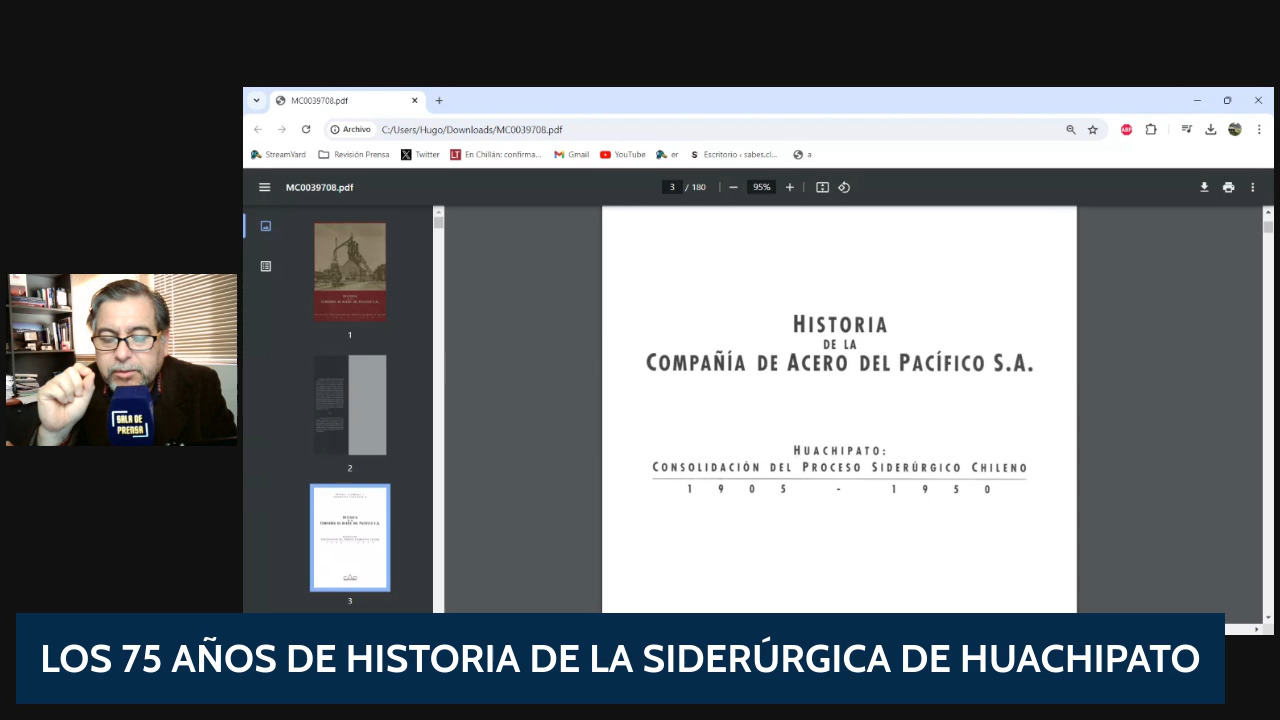 MC0039708.pdf
Archivo
C:/Users/Hugo/Downloads/MC0039708.pdf
ABP
StreamYard
Revisión Prensa
Twitter
LT En Chillán: confirma...
Gmail
YouTube
er
S Escritorio ‹ sabes.cl...
a
MC0039708.pdf
3 / 180
95%
1
2
3
HISTORIA
DE LA
COMPAÑÍA DE ACERO DEL PACÍFICO S.A.
HUACHIPATO:
CONSOLIDACIÓN DEL PROCESO SIDERÚRGICO CHILENO
1905 - 1950
SALA DE
PRENSA
LOS 75 AÑOS DE HISTORIA DE LA SIDERÚRGICA DE HUACHIPATO